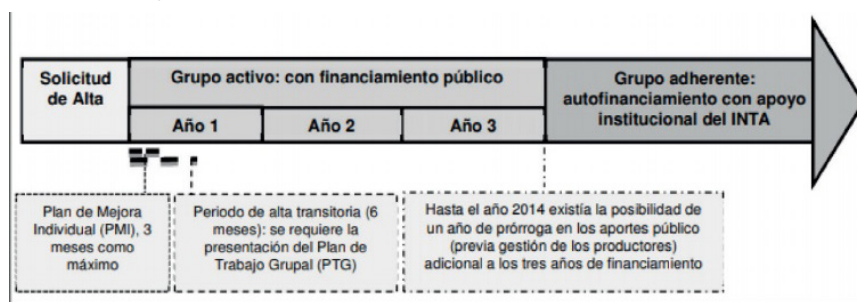 Solicitud
de Alta
Grupo activo: con financiamiento público
Año 1
Año 2
Año 3
Grupo adherente:
autofinanciamiento con apoyo
institucional del INTA
Plan de Mejora
Individual (PMI), 3
meses como
máximo
Periodo de alta transitoria (6
meses): se requiere la
presentación del Plan de
Trabajo Grupal (PTG)
Hasta el año 2014 existía la posibilidad de
un año de prórroga en los aportes público
(previa gestión de los productores)
adicional a los tres años de financiamiento